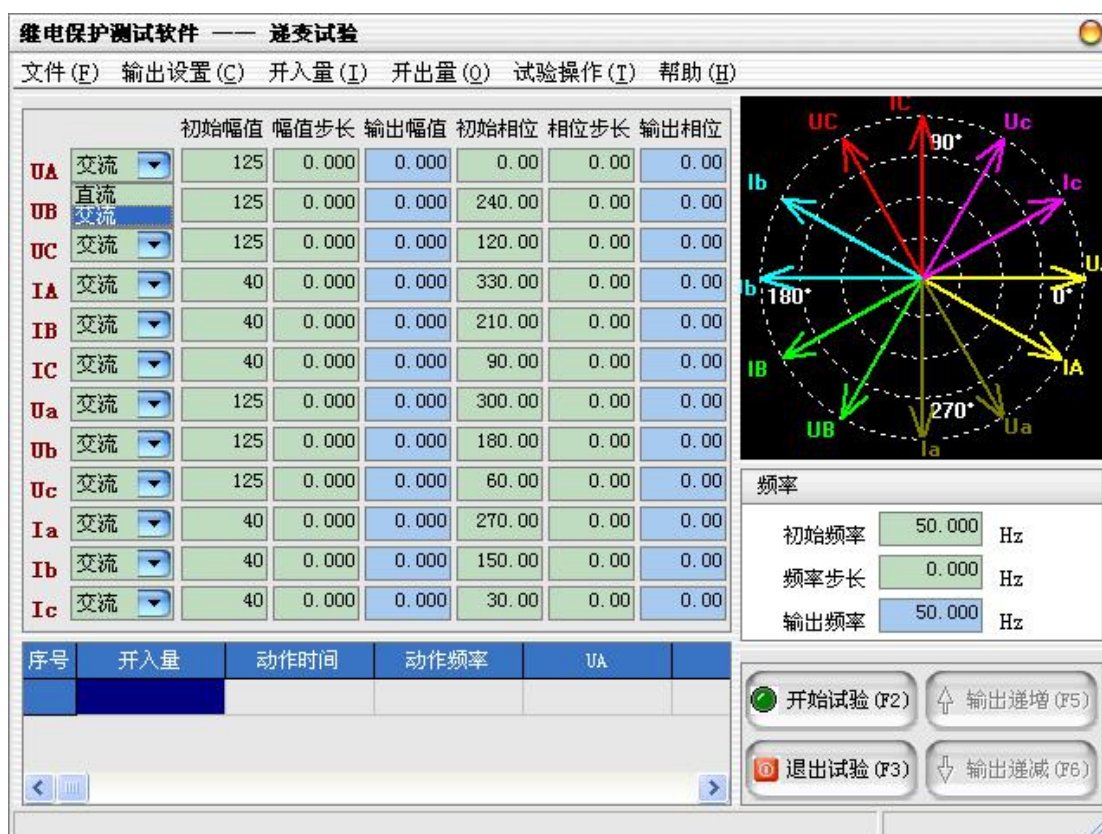 继电保护测试软件 —— 递变试验
文件(F) 输出设置(C) 开入量(I) 开出量(O) 试验操作(T) 帮助(H)
初始幅值 幅值步长 输出幅值 初始相位 相位步长 输出相位
UA 交流 125 0.000 0.000 0.00 0.00 0.00
直流
UB 交流 125 0.000 0.000 240.00 0.00 0.00
UC 交流 125 0.000 0.000 120.00 0.00 0.00
IA 交流 40 0.000 0.000 330.00 0.00 0.00
IB 交流 40 0.000 0.000 210.00 0.00 0.00
IC 交流 40 0.000 0.000 90.00 0.00 0.00
Ua 交流 125 0.000 0.000 300.00 0.00 0.00
Ub 交流 125 0.000 0.000 180.00 0.00 0.00
Uc 交流 125 0.000 0.000 60.00 0.00 0.00
Ia 交流 40 0.000 0.000 270.00 0.00 0.00
Ib 交流 40 0.000 0.000 150.00 0.00 0.00
Ic 交流 40 0.000 0.000 30.00 0.00 0.00
IC
UC Uc
90°
Ib Ic
180° 0°
IB IA
270°
UB Ua
Ia
频率
初始频率 50.000 Hz
频率步长 0.000 Hz
输出频率 50.000 Hz
序号 开入量 动作时间 动作频率 UA
开始试验(F2) 输出递增(F5)
退出试验(F3) 输出递减(F6)